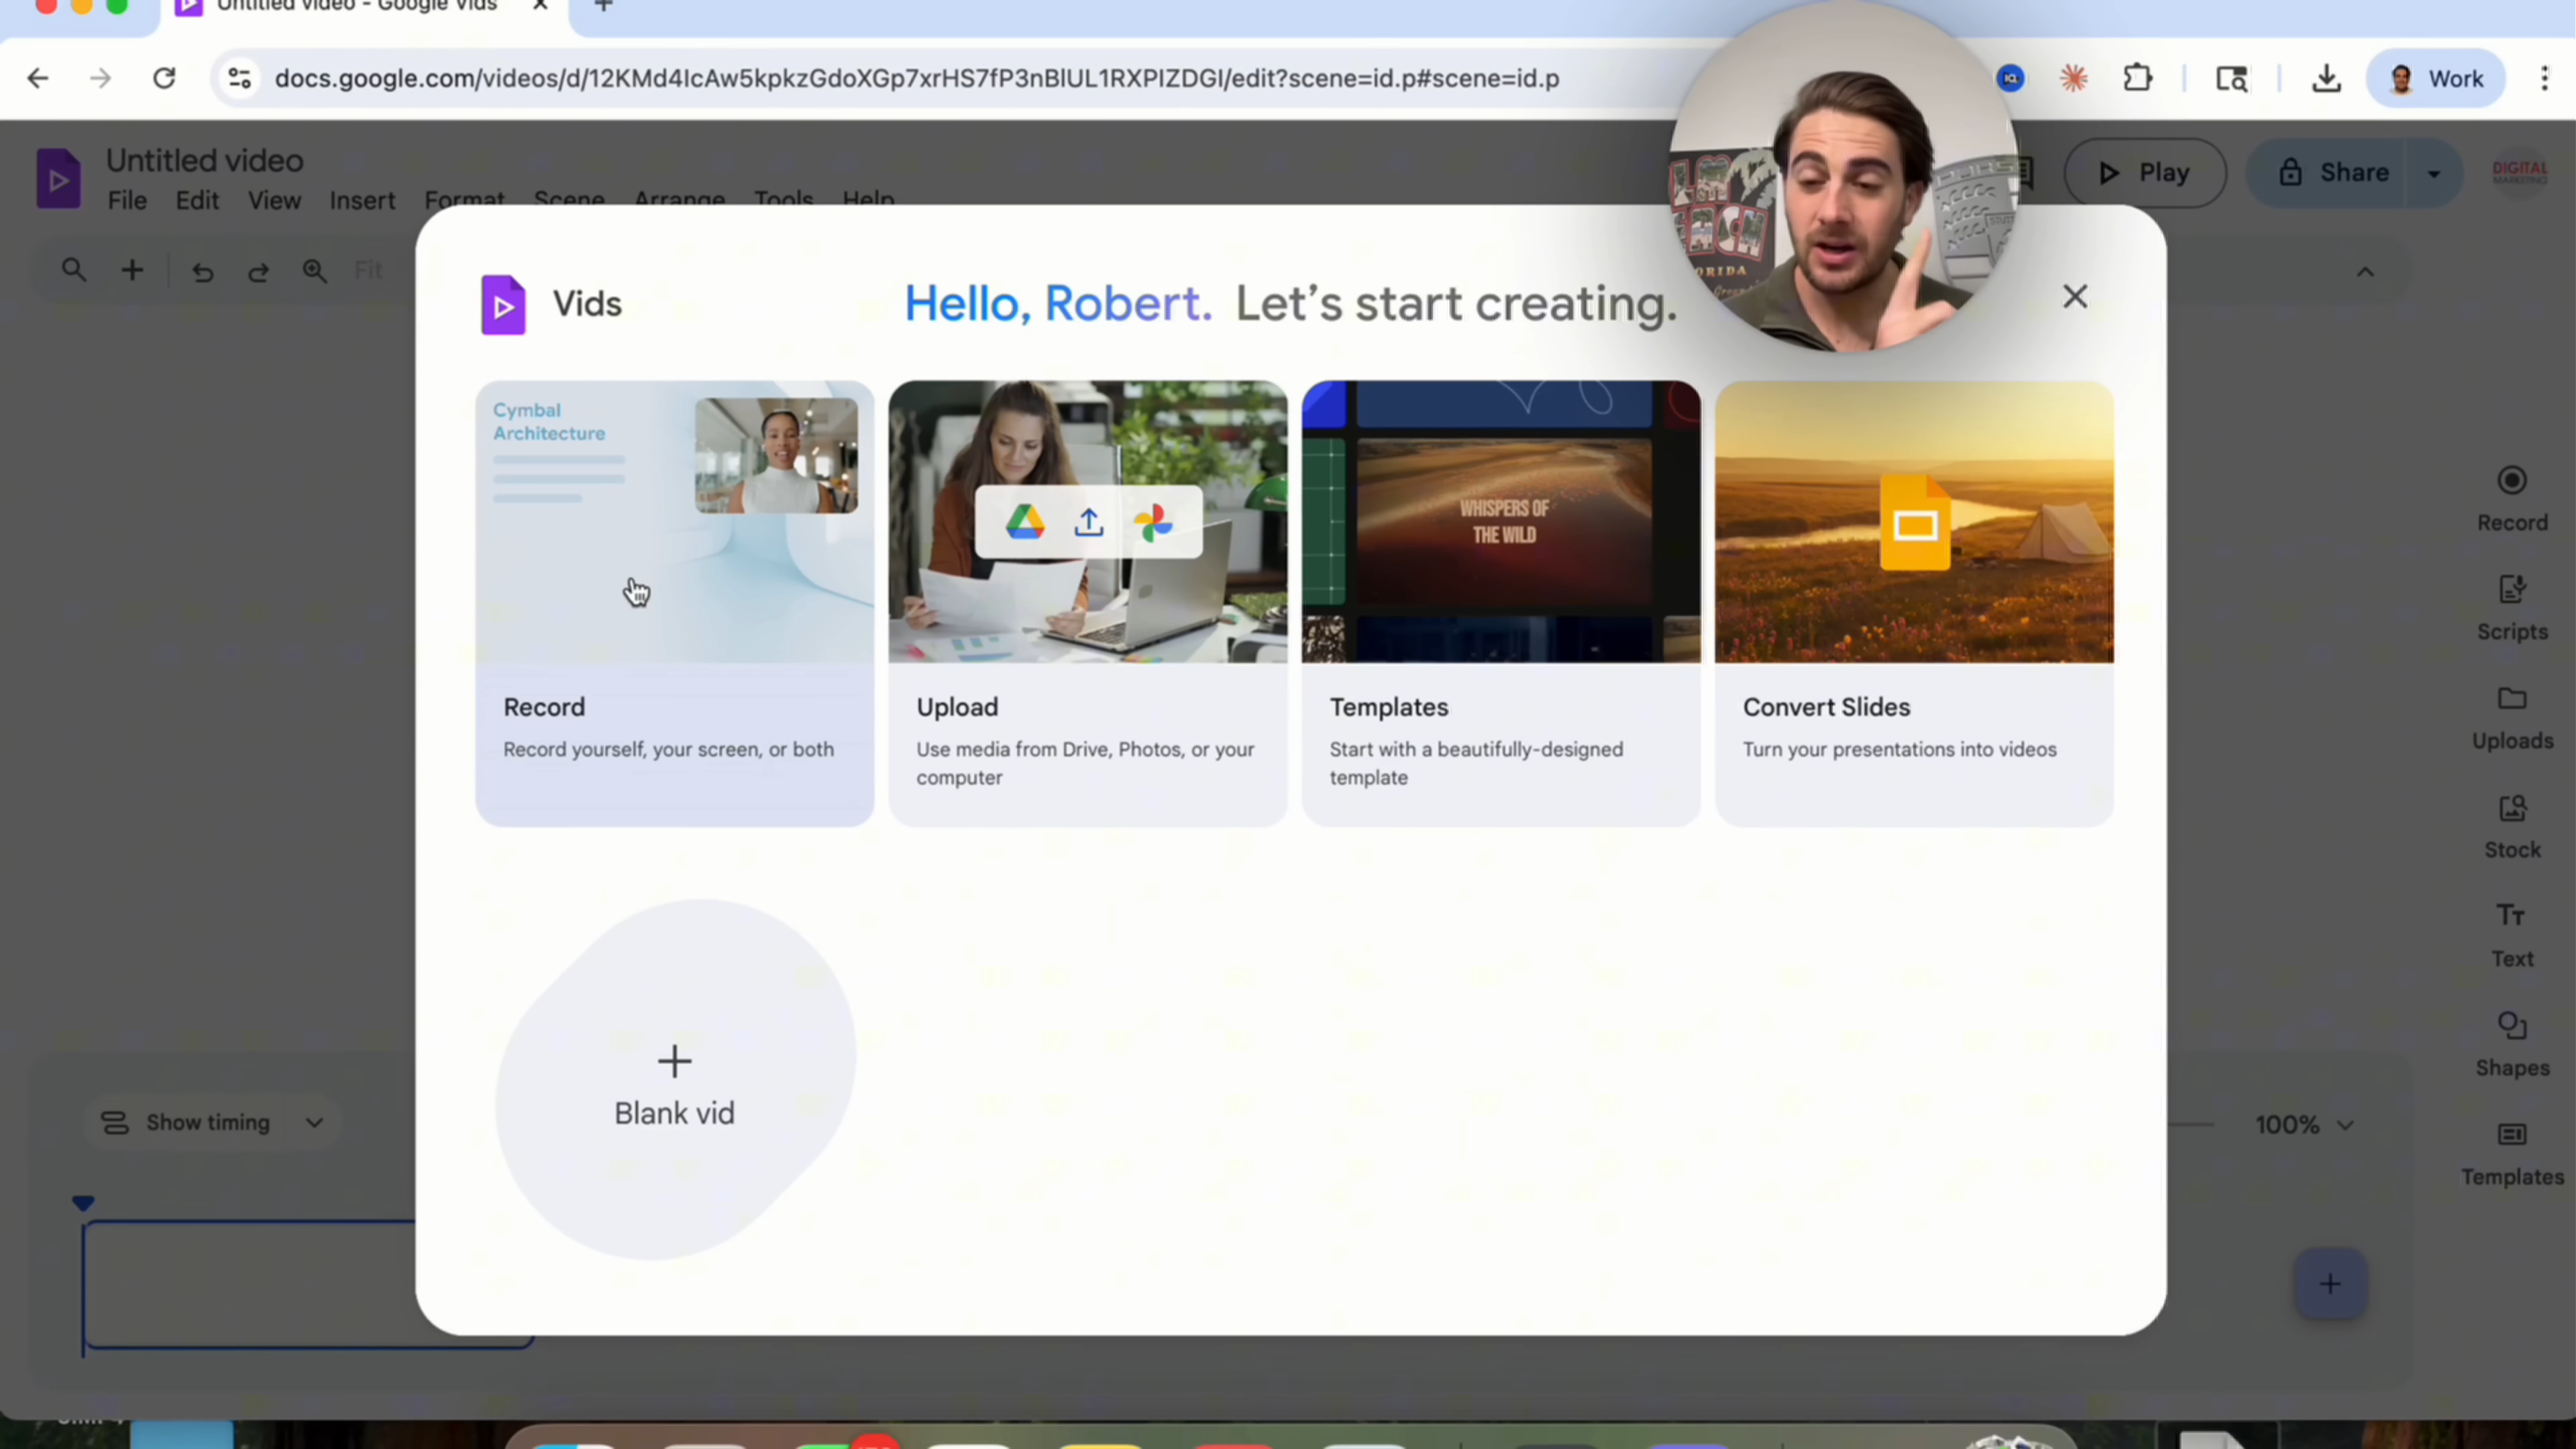 Untitled video - Google Vids
docs.google.com/videos/d/12KMd4IcAw5kpkzGdoXGp7xrHS7fP3nBlUL1RXPIZDGI/edit?scene=id.p#scene=id.p
Work
Untitled video
File Edit View Insert Format Scene Arrange Tools Help
Play
Share
DIGITAL
MARKETING
Fit
Vids
Hello, Robert. Let's start creating.
Cymbal
Architecture
WHISPERS OF
THE WILD
Record
Record yourself, your screen, or both
Upload
Use media from Drive, Photos, or your
computer
Templates
Start with a beautifully-designed
template
Convert Slides
Turn your presentations into videos
Blank vid
Show timing
100%
Record
Scripts
Uploads
Stock
Text
Shapes
Templates